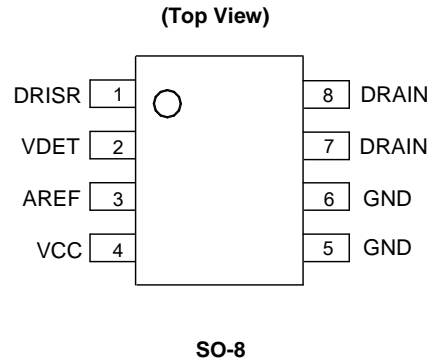 (Top View)
DRISR 1 8 DRAIN
VDET 2 7 DRAIN
AREF 3 6 GND
VCC 4 5 GND
SO-8